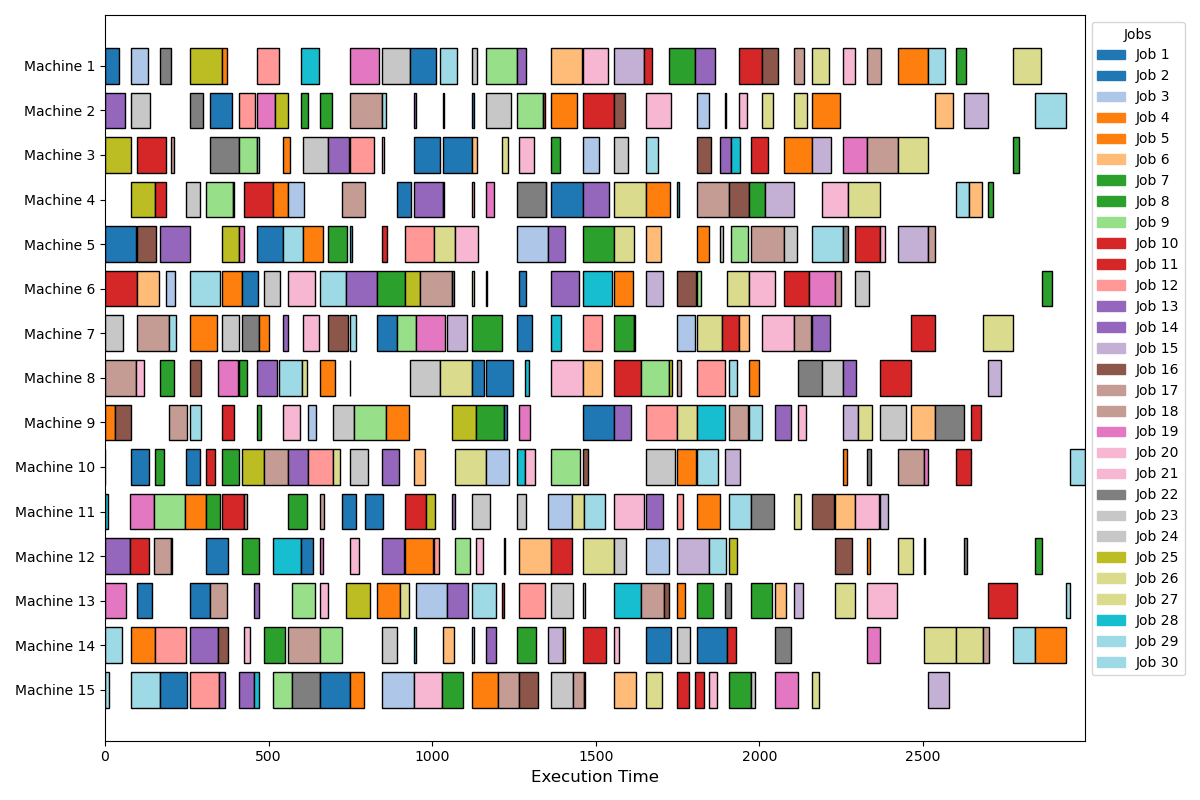 Machine 1
Machine 2
Machine 3
Machine 4
Machine 5
Machine 6
Machine 7
Machine 8
Machine 9
Machine 10
Machine 11
Machine 12
Machine 13
Machine 14
Machine 15
0 500 1000 1500 2000 2500
Execution Time
Jobs
Job 1
Job 2
Job 3
Job 4
Job 5
Job 6
Job 7
Job 8
Job 9
Job 10
Job 11
Job 12
Job 13
Job 14
Job 15
Job 16
Job 17
Job 18
Job 19
Job 20
Job 21
Job 22
Job 23
Job 24
Job 25
Job 26
Job 27
Job 28
Job 29
Job 30